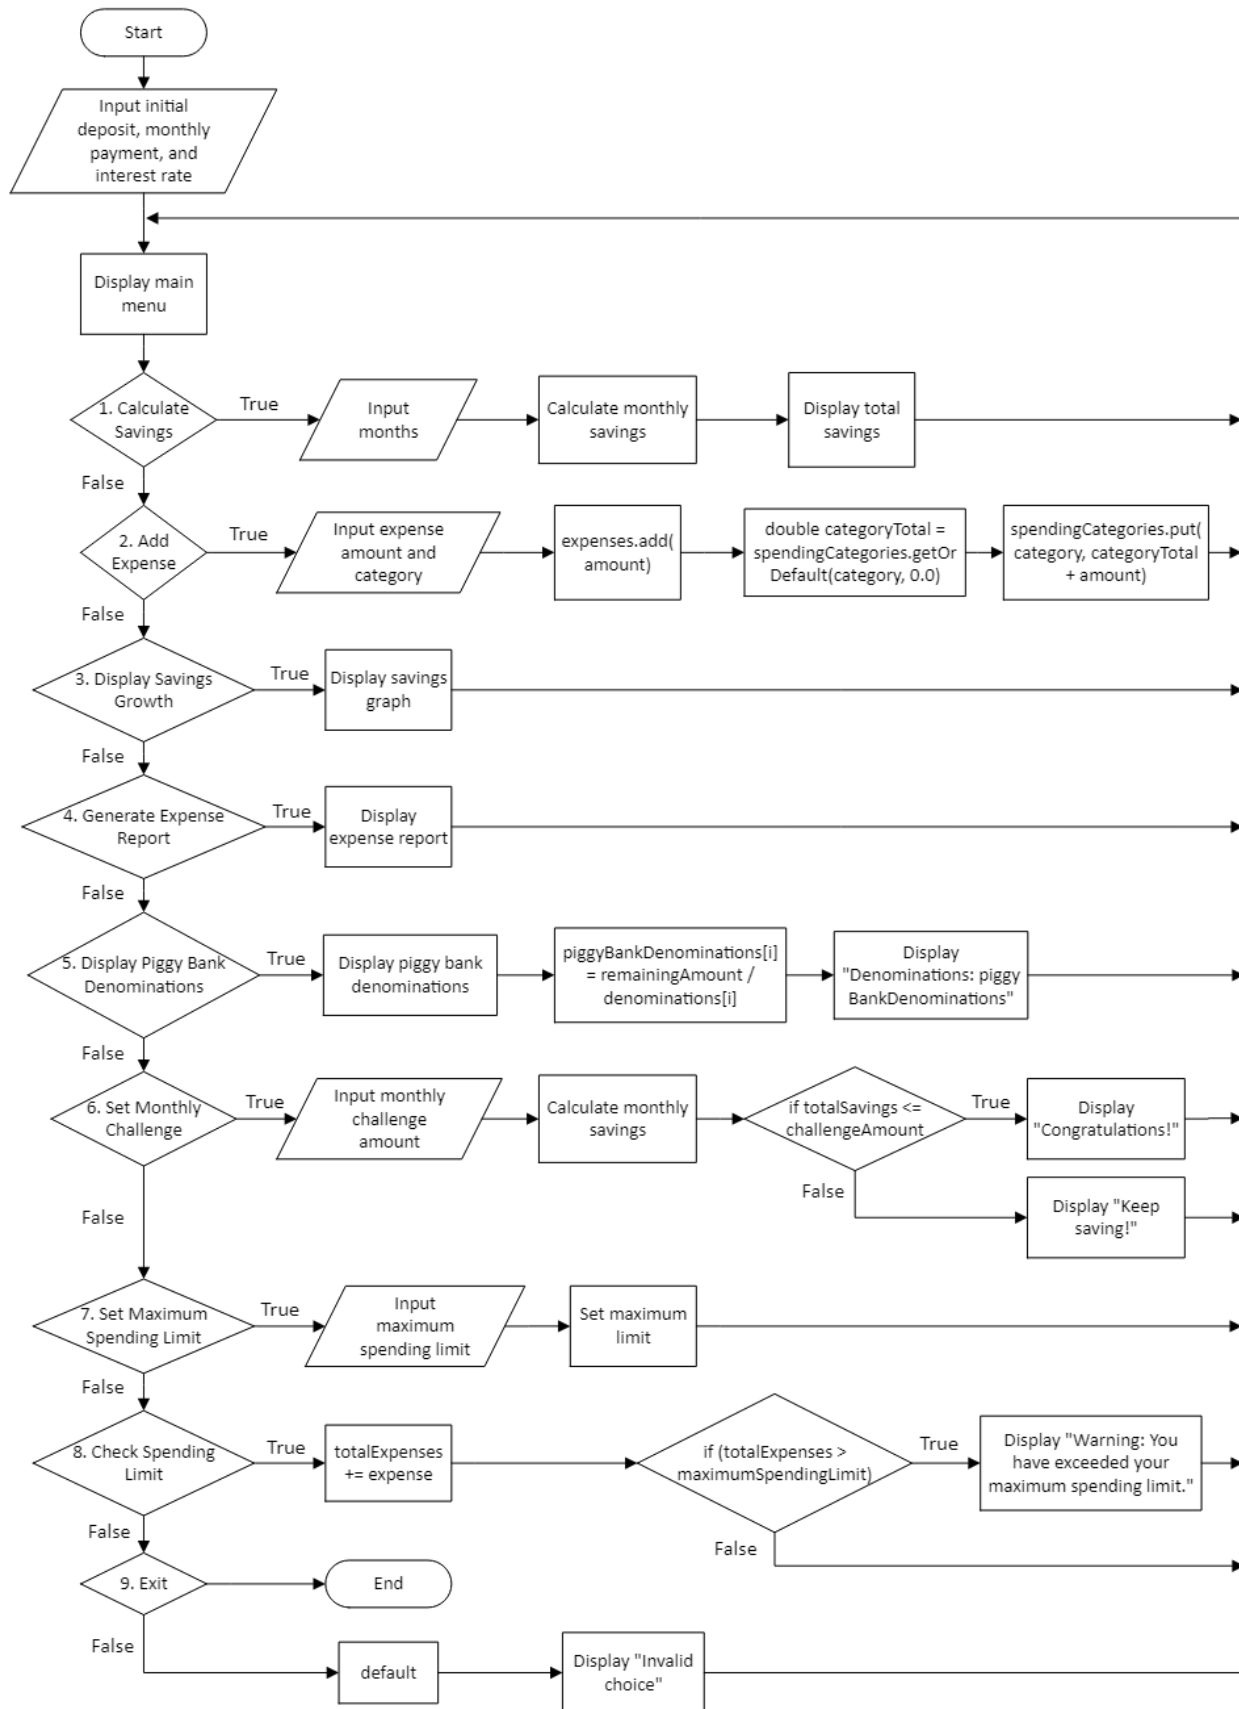 Start
Input initial
deposit, monthly
payment, and
interest rate
Display main
menu
1. Calculate
Savings
True
Input
months
Calculate monthly
savings
Display total
savings
False
2. Add
Expense
True
Input expense
amount and
category
expenses.add(
amount)
double categoryTotal =
spendingCategories.getOr
Default(category, 0.0)
spendingCategories.put(
category, categoryTotal
+ amount)
False
3. Display Savings
Growth
True
Display savings
graph
False
4. Generate Expense
Report
True
Display
expense report
False
5. Display Piggy Bank
Denominations
True
Display piggy bank
denominations
piggyBankDenominations[i]
= remainingAmount /
denominations[i]
Display
"Denominations: piggy
BankDenominations"
False
6. Set Monthly
Challenge
True
Input monthly
challenge
amount
Calculate monthly
savings
if totalSavings <=
challengeAmount
True
Display
"Congratulations!"
False
Display "Keep
saving!"
False
7. Set Maximum
Spending Limit
True
Input
maximum
spending limit
Set maximum
limit
False
8. Check Spending
Limit
True
totalExpenses
+= expense
if (totalExpenses >
maximumSpendingLimit)
True
Display "Warning: You
have exceeded your
maximum spending limit."
False
False
9. Exit
End
False
default
Display "Invalid
choice"